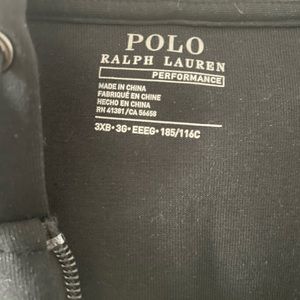 POLO
RALPH LAUREN
PERFORMANCE
MADE IN CHINA
FABRIQUÉ EN CHINE
HECHO EN CHINA
RN 41381/CA 56650
3XB • 3G • EEEG • 185/116C